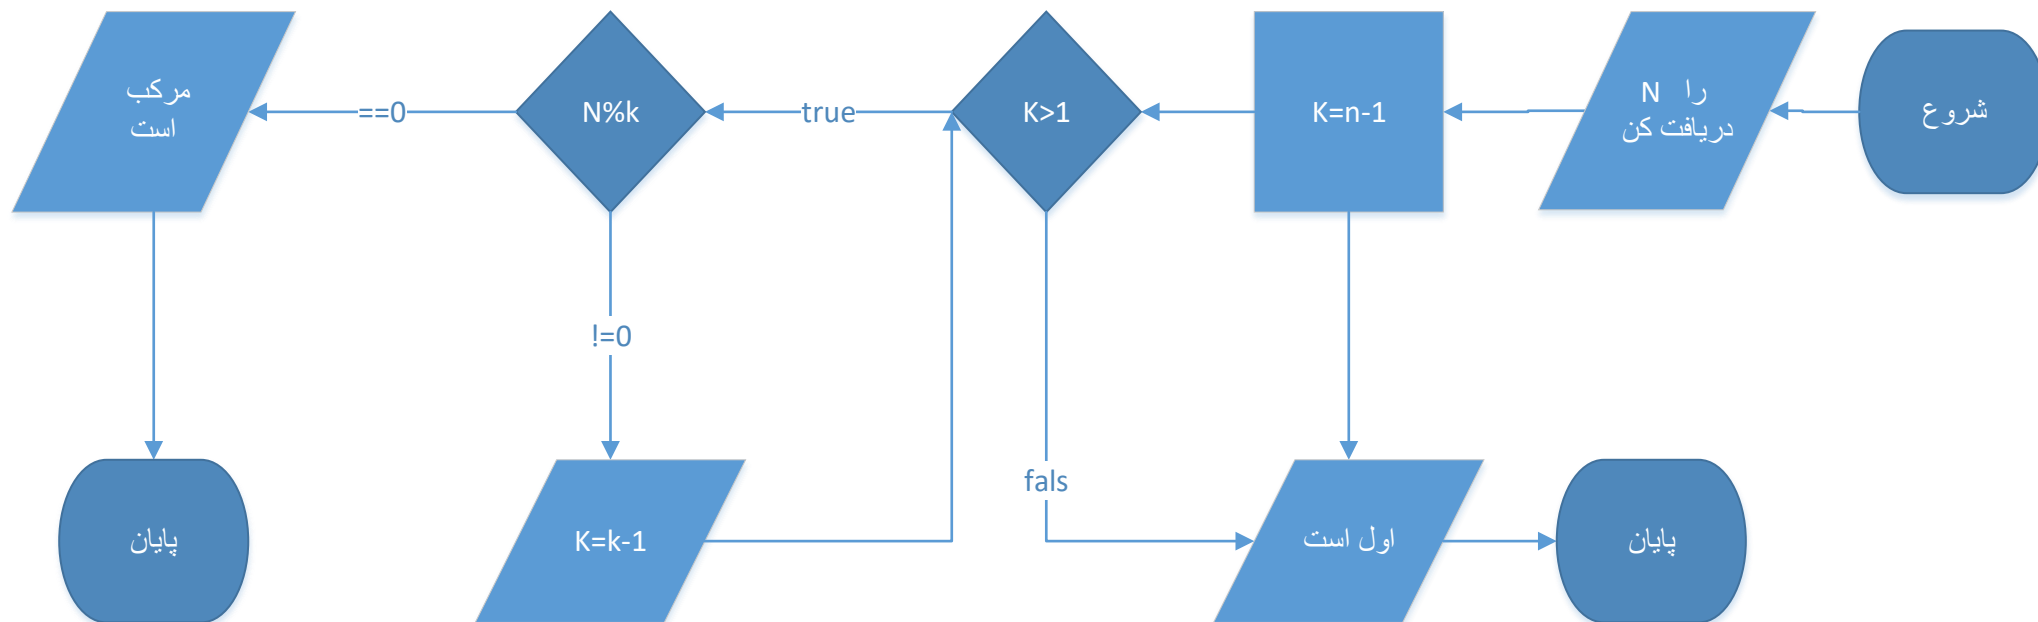 شروع
N را
دریافت کن
K=n-1
K>1
true
N%k
==0
مرکب
است
!=0
fals
پایان
K=k-1
اول است
پایان